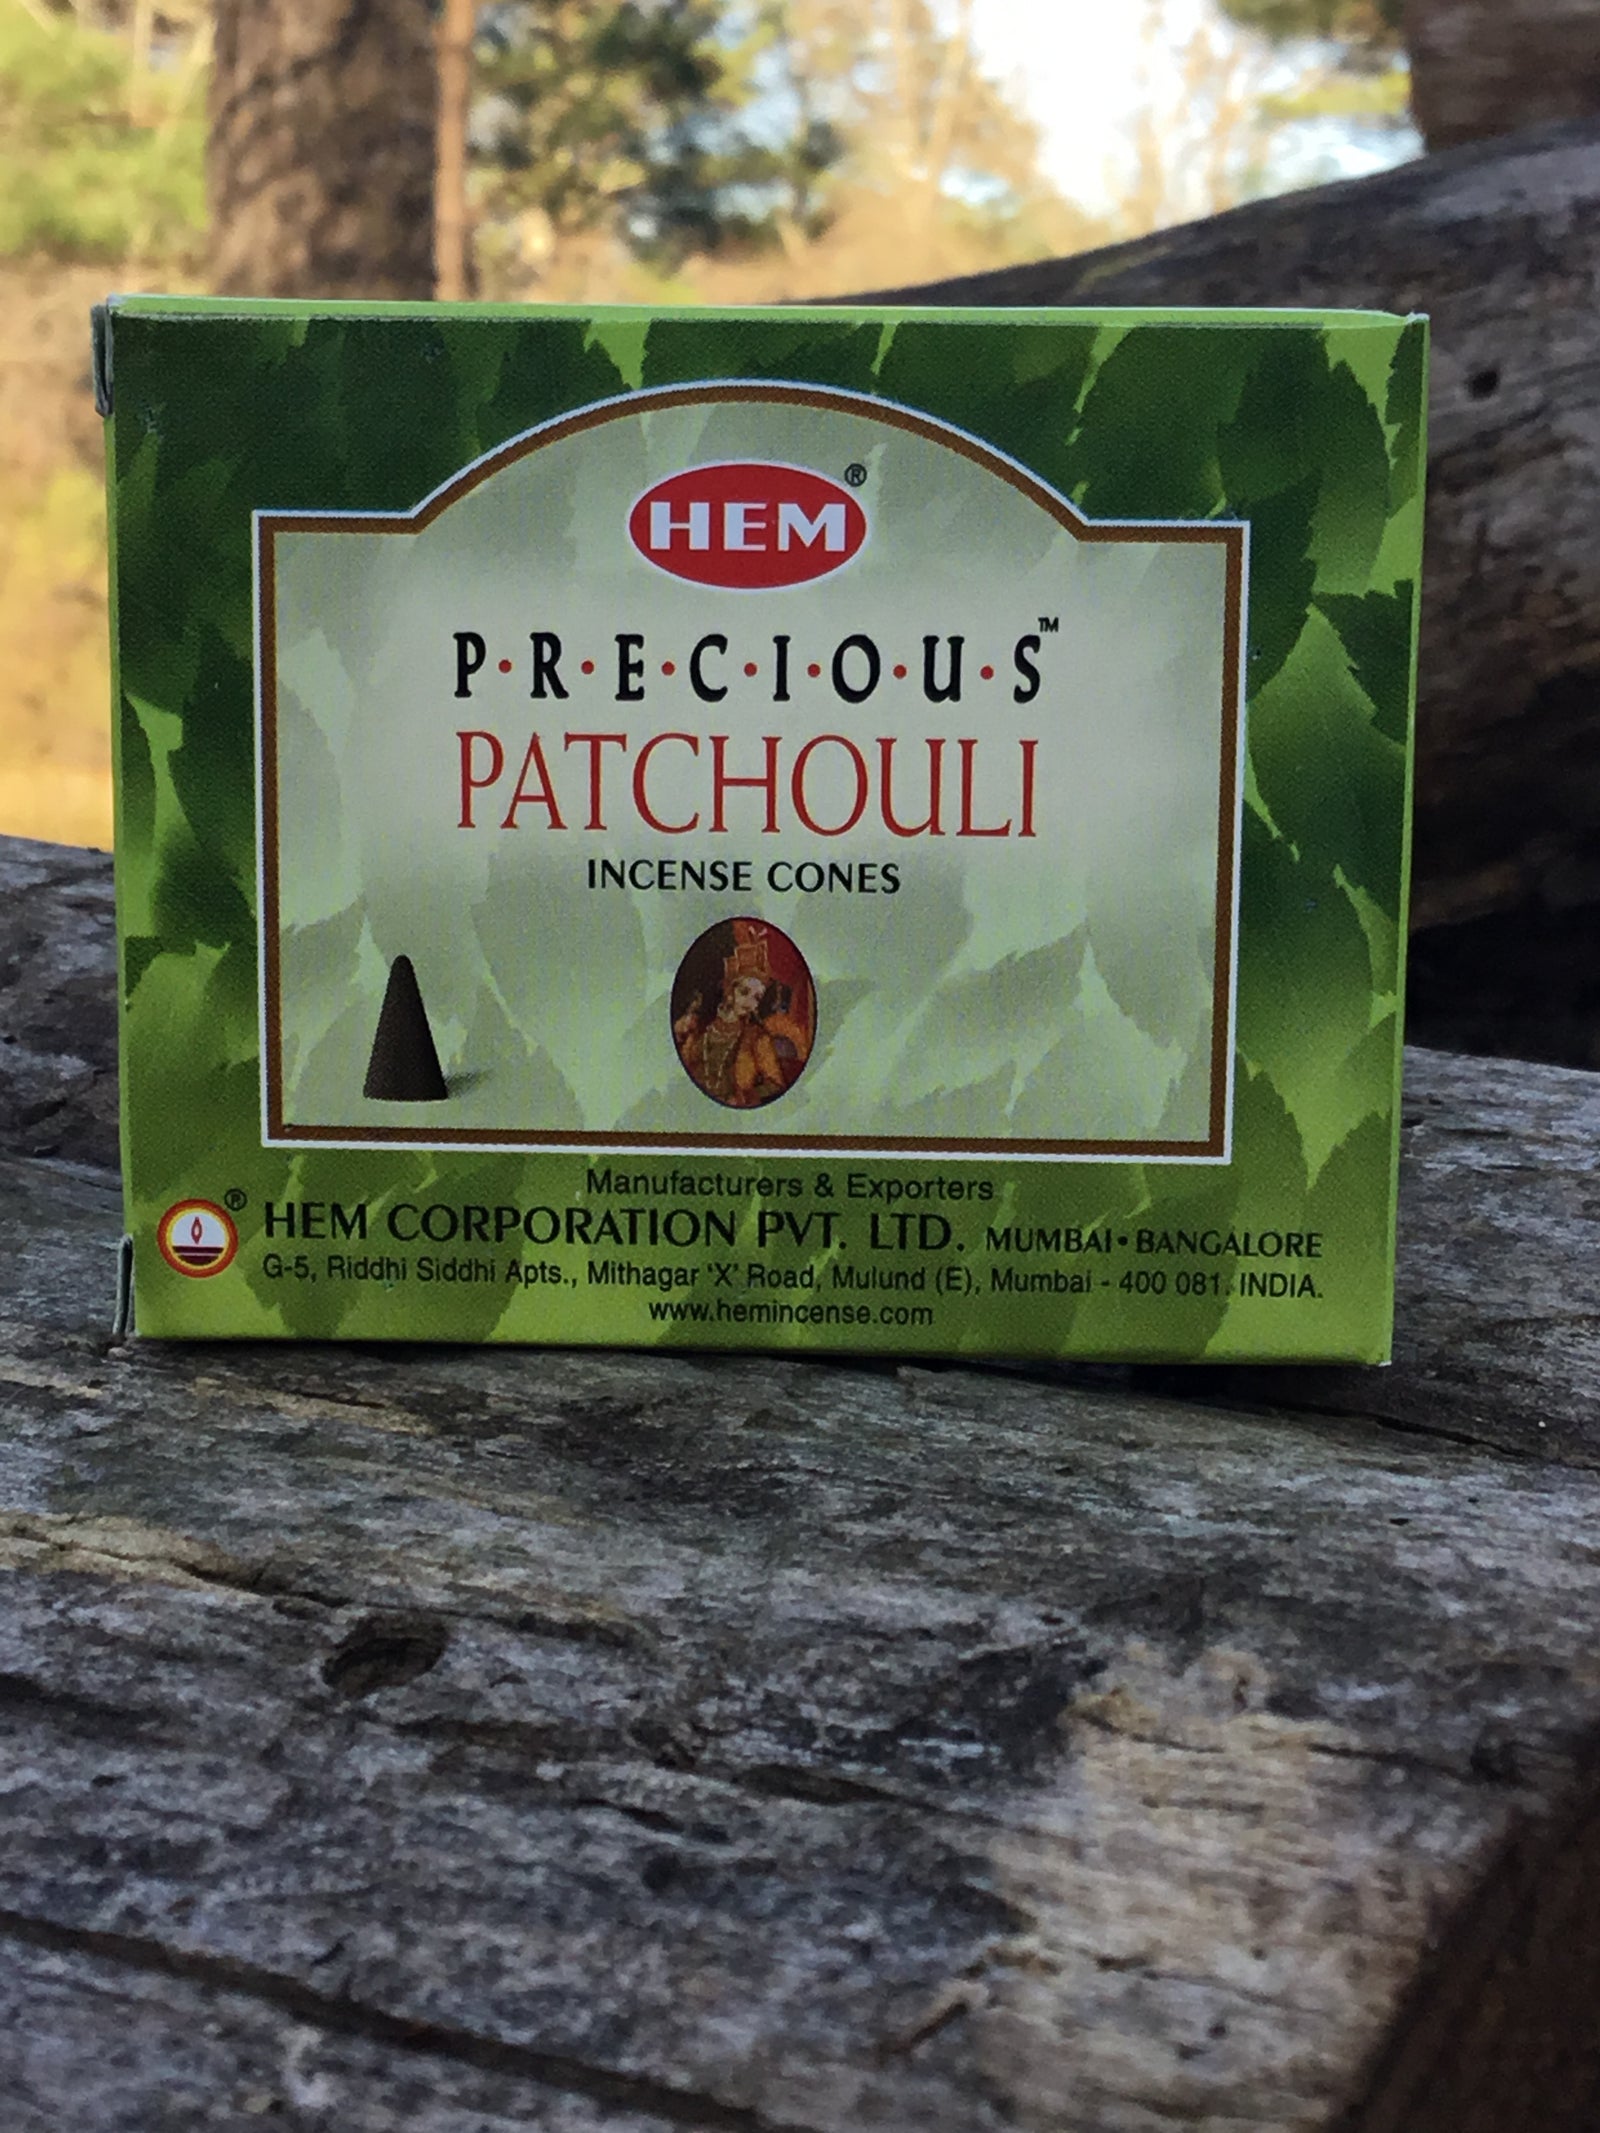 HEM®
P·R·E·C·I·O·U·S™
PATCHOULI
INCENSE CONES
Manufacturers & Exporters
® HEM CORPORATION PVT. LTD. MUMBAI • BANGALORE
G-5, Riddhi Siddhi Apts., Mithagar 'X' Road, Mulund (E), Mumbai - 400 081. INDIA.
www.hemincense.com